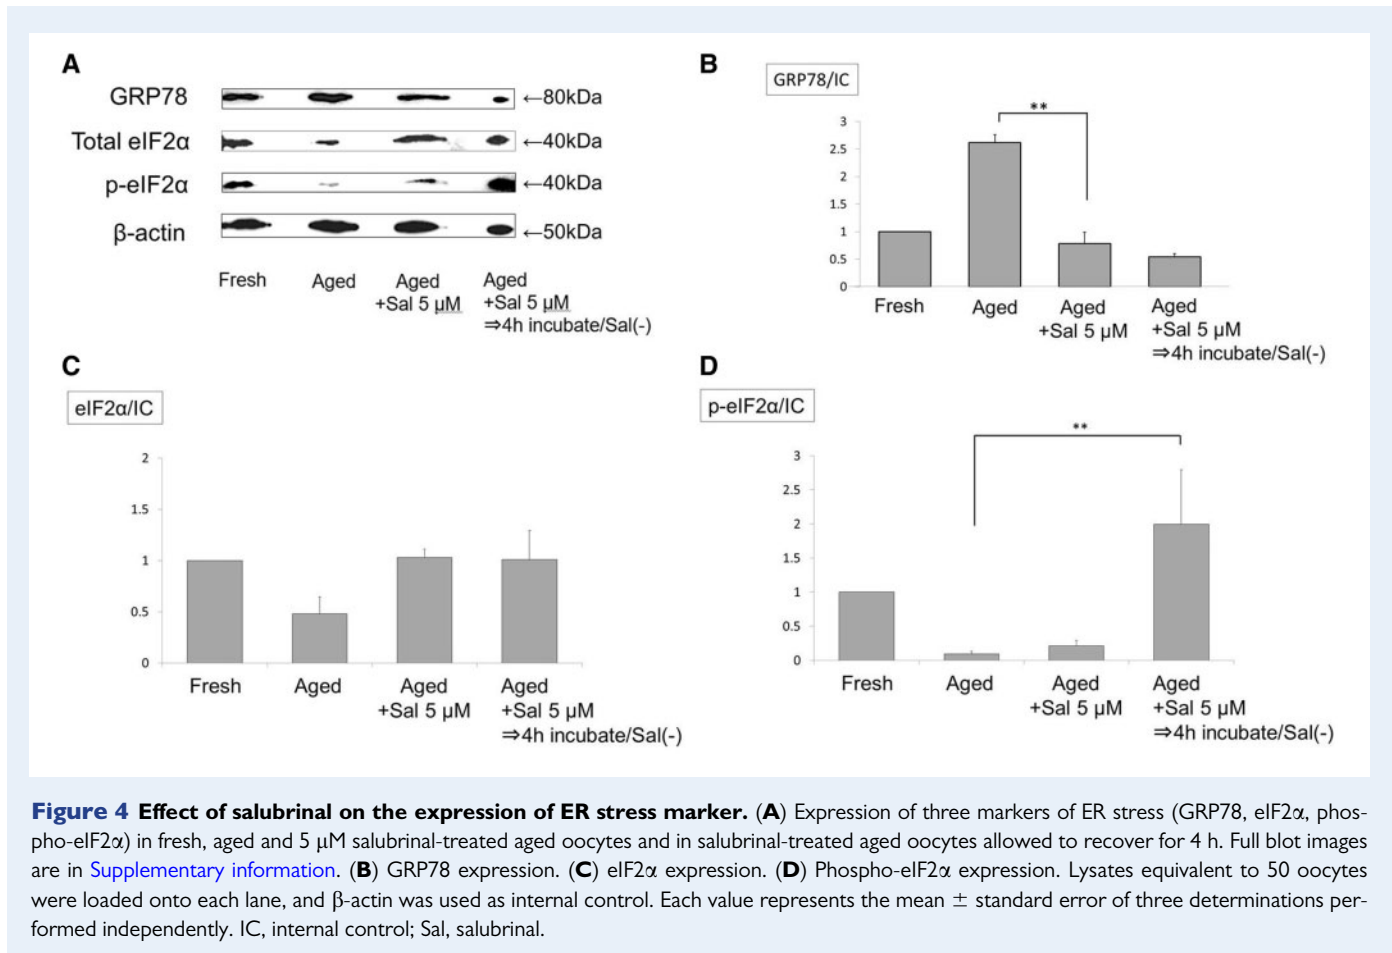 A
GRP78
←80kDa
Total eIF2α
←40kDa
p-eIF2α
←40kDa
β-actin
←50kDa
Fresh
Aged
Aged
+Sal 5 μM
Aged
+Sal 5 μM
⇒4h incubate/Sal(-)
B
GRP78/IC
**
3
2.5
2
1.5
1
0.5
0
Fresh
Aged
Aged
+Sal 5 μM
Aged
+Sal 5 μM
⇒4h incubate/Sal(-)
C
eIF2α/IC
2
1.5
1
0.5
0
Fresh
Aged
Aged
+Sal 5 μM
Aged
+Sal 5 μM
⇒4h incubate/Sal(-)
D
p-eIF2α/IC
**
3
2.5
2
1.5
1
0.5
0
Fresh
Aged
Aged
+Sal 5 μM
Aged
+Sal 5 μM
⇒4h incubate/Sal(-)
Figure 4 Effect of salubrinal on the expression of ER stress marker. (A) Expression of three markers of ER stress (GRP78, eIF2α, phos-
pho-eIF2α) in fresh, aged and 5 μM salubrinal-treated aged oocytes and in salubrinal-treated aged oocytes allowed to recover for 4 h. Full blot images
are in Supplementary information. (B) GRP78 expression. (C) eIF2α expression. (D) Phospho-eIF2α expression. Lysates equivalent to 50 oocytes
were loaded onto each lane, and β-actin was used as internal control. Each value represents the mean ± standard error of three determinations per-
formed independently. IC, internal control; Sal, salubrinal.